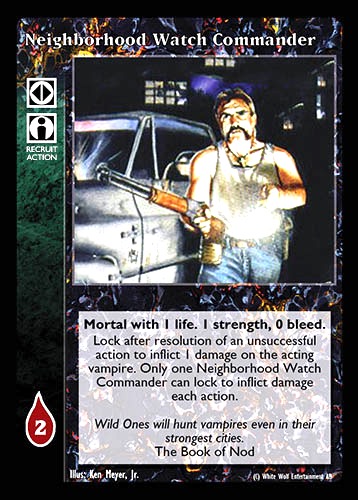 Neighborhood Watch Commander
RECRUIT
ACTION
Mortal with 1 life. 1 strength, 0 bleed.
Lock after resolution of an unsuccessful
action to inflict 1 damage on the acting
vampire. Only one Neighborhood Watch
Commander can lock to inflict damage
each action.
Wild Ones will hunt vampires even in their
strongest cities.
The Book of Nod
2
Illus: Ken Meyer, Jr.
(C) White Wolf Entertainment AB